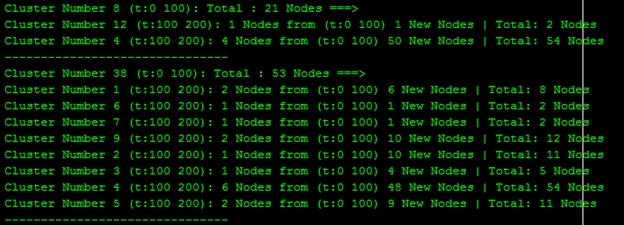 Cluster Number 8 (t:0 100): Total : 21 Nodes ===>
Cluster Number 12 (t:100 200): 1 Nodes from (t:0 100) 1 New Nodes | Total: 2 Nodes
Cluster Number 4 (t:100 200): 4 Nodes from (t:0 100) 50 New Nodes | Total: 54 Nodes
-------------------------------
Cluster Number 38 (t:0 100): Total : 53 Nodes ===>
Cluster Number 1 (t:100 200): 2 Nodes from (t:0 100) 6 New Nodes | Total: 8 Nodes
Cluster Number 6 (t:100 200): 1 Nodes from (t:0 100) 1 New Nodes | Total: 2 Nodes
Cluster Number 7 (t:100 200): 1 Nodes from (t:0 100) 1 New Nodes | Total: 2 Nodes
Cluster Number 9 (t:100 200): 2 Nodes from (t:0 100) 10 New Nodes | Total: 12 Nodes
Cluster Number 2 (t:100 200): 1 Nodes from (t:0 100) 10 New Nodes | Total: 11 Nodes
Cluster Number 3 (t:100 200): 1 Nodes from (t:0 100) 4 New Nodes | Total: 5 Nodes
Cluster Number 4 (t:100 200): 6 Nodes from (t:0 100) 48 New Nodes | Total: 54 Nodes
Cluster Number 5 (t:100 200): 2 Nodes from (t:0 100) 9 New Nodes | Total: 11 Nodes
-------------------------------